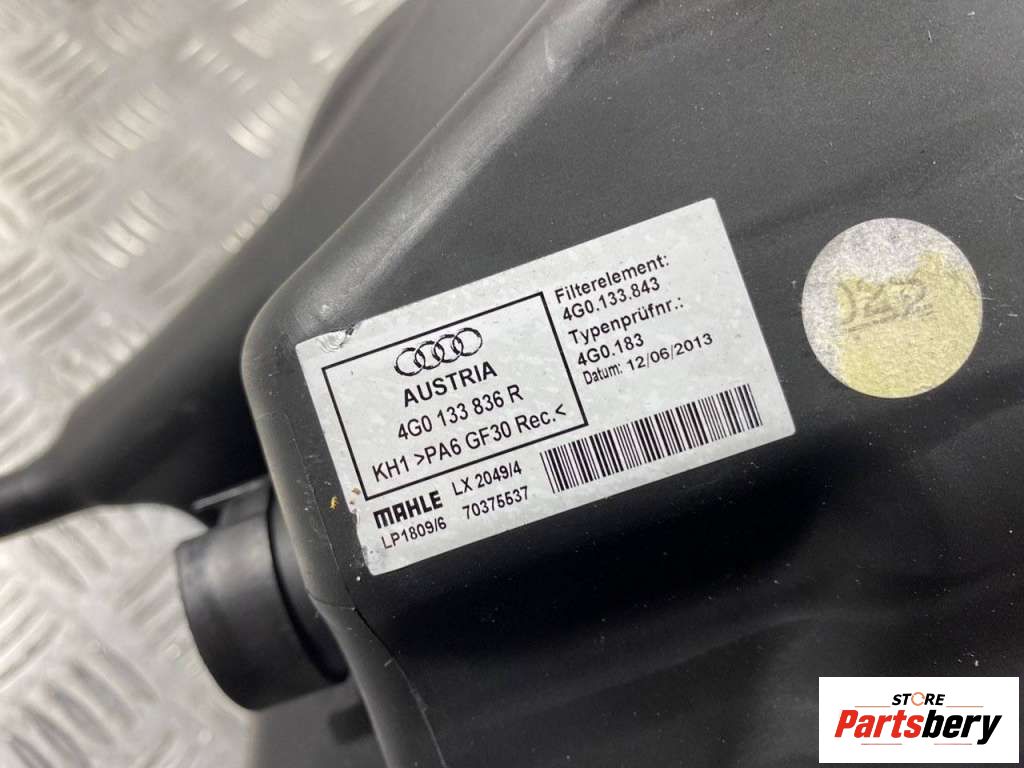 AUSTRIA
4G0 133 836 R
KH1 >PA6 GF30 Rec.<
Filterelement:
4G0.133.843
Typenprüfnr.:
4G0.183
Datum: 12/06/2013
MAHLE LX 2049/4
LP1809/6 70375537
STORE
Partsbery